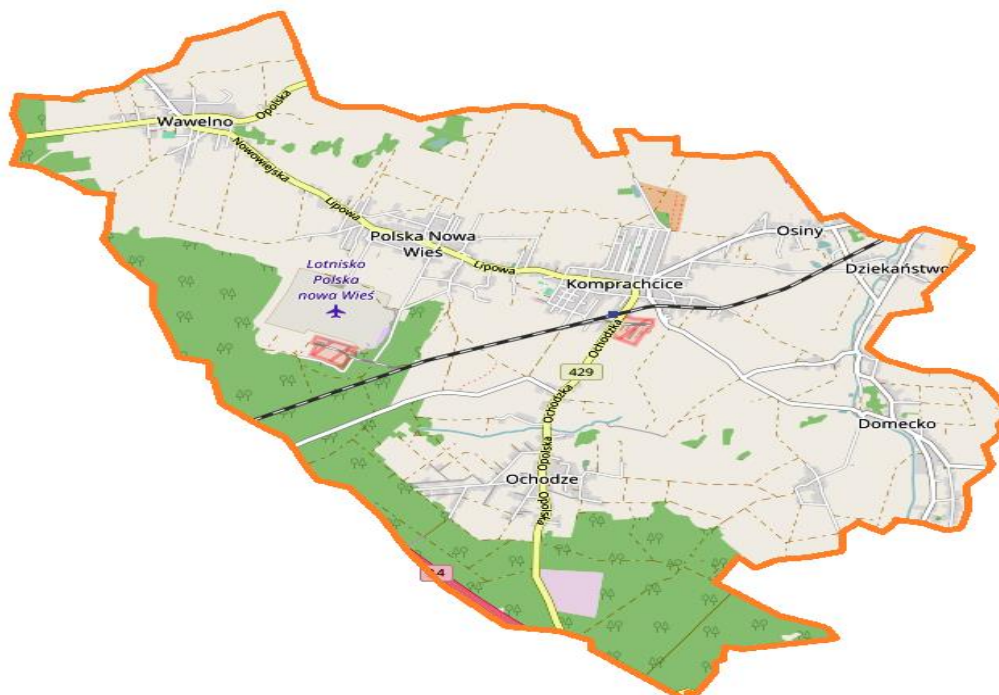 Wawelno
Opolska
Nowowiejska
Lipowa
Polska Nowa
Wieś
Lipowa
Osiny
Dziekaństwo
Lotnisko
Polska
nowa Wieś
Komprachcice
Ochodzka
429
Ochodzka
Domecko
Opolska
Ochodze
Opolska
A4